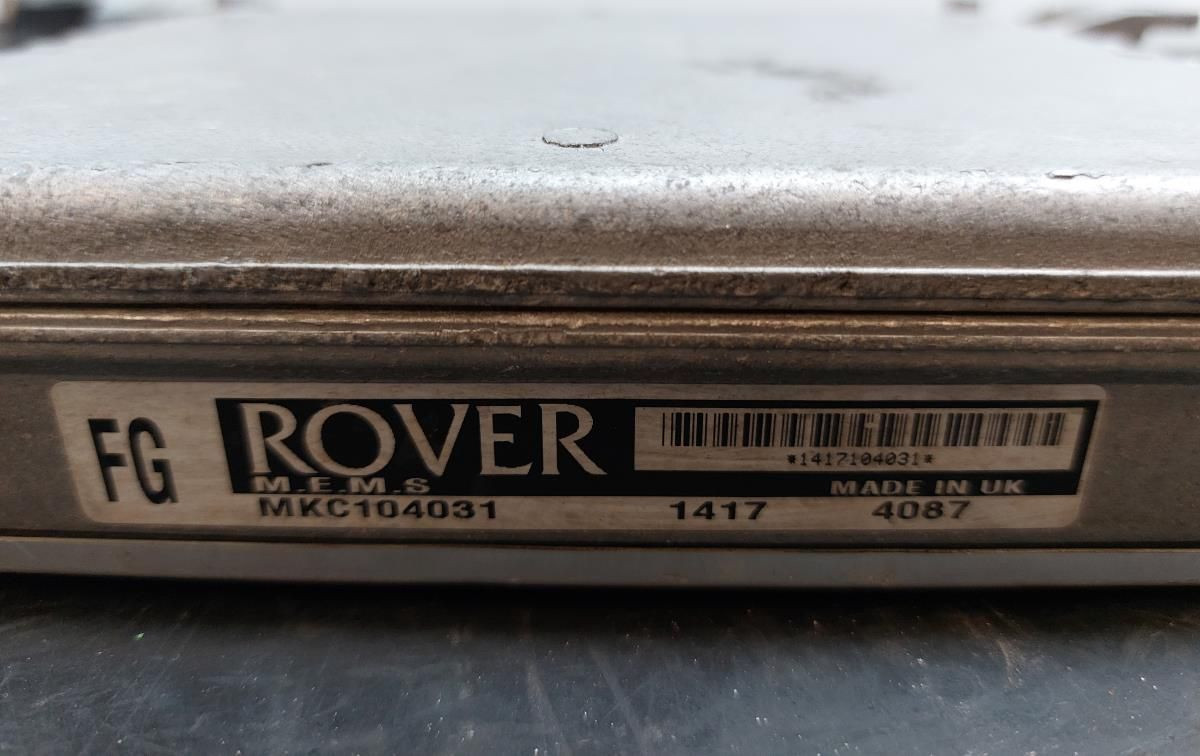 FG
ROVER
*1417104031*
M.E.M.S
MADE IN UK
MKC104031 1417 4087